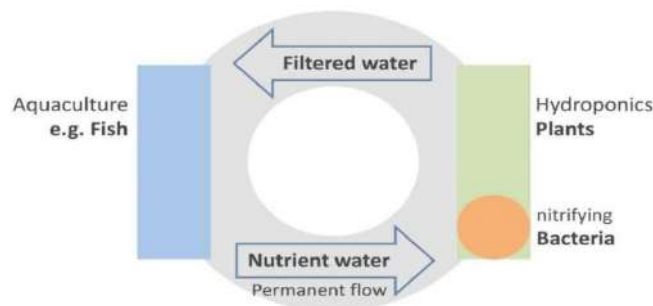 Filtered water
Aquaculture
e.g. Fish
Hydroponics
Plants
nitrifying
Bacteria
Nutrient water
Permanent flow